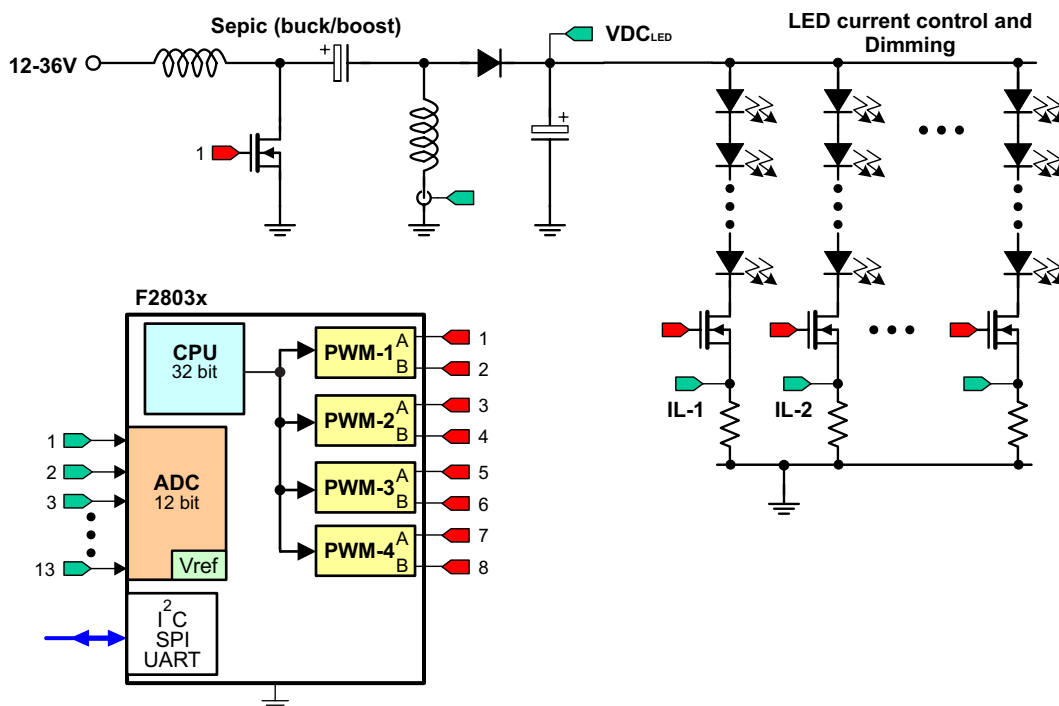 Sepic (buck/boost)
VDCLED
LED current control and
Dimming
12-36V
+
+
1
IL-1
IL-2
F2803x
CPU
32 bit
PWM-1
A
B
1
2
PWM-2
A
B
3
4
PWM-3
A
B
5
6
PWM-4
A
B
7
8
1
2
3
13
ADC
12 bit
Vref
I2C
SPI
UART